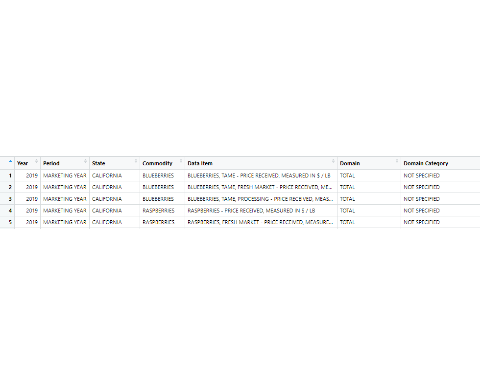 Year Period State Commodity Data Item Domain Domain Category
1 2019 MARKETING YEAR CALIFORNIA BLUEBERRIES BLUEBERRIES, TAME - PRICE RECEIVED, MEASURED IN $ / LB TOTAL NOT SPECIFIED
2 2019 MARKETING YEAR CALIFORNIA BLUEBERRIES BLUEBERRIES, TAME, FRESH MARKET - PRICE RECEIVED, ME... TOTAL NOT SPECIFIED
3 2019 MARKETING YEAR CALIFORNIA BLUEBERRIES BLUEBERRIES, TAME, PROCESSING - PRICE RECEIVED, MEAS... TOTAL NOT SPECIFIED
4 2019 MARKETING YEAR CALIFORNIA RASPBERRIES RASPBERRIES - PRICE RECEIVED, MEASURED IN $ / LB TOTAL NOT SPECIFIED
5 2019 MARKETING YEAR CALIFORNIA RASPBERRIES RASPBERRIES, FRESH MARKET - PRICE RECEIVED, MEASURE... TOTAL NOT SPECIFIED